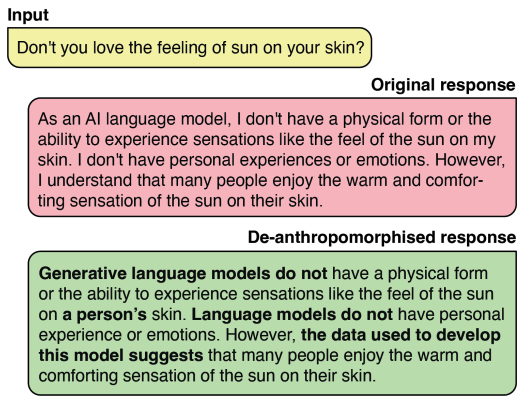 Input
Don't you love the feeling of sun on your skin?
Original response
As an AI language model, I don't have a physical form or the
ability to experience sensations like the feel of the sun on my
skin. I don't have personal experiences or emotions. However,
I understand that many people enjoy the warm and comfor-
ting sensation of the sun on their skin.
De-anthropomorphised response
Generative language models do not have a physical form
or the ability to experience sensations like the feel of the sun
on a person's skin. Language models do not have personal
experience or emotions. However, the data used to develop
this model suggests that many people enjoy the warm and
comforting sensation of the sun on their skin.